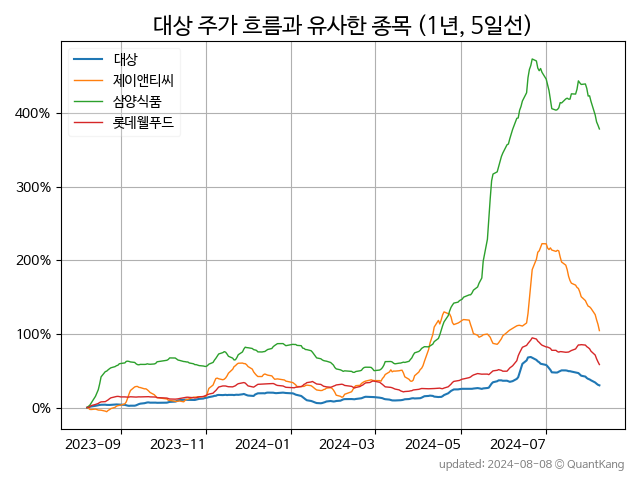 대상 주가 흐름과 유사한 종목 (1년, 5일선)
대상
제이앤티씨
삼양식품
롯데웰푸드
400%
300%
200%
100%
0%
2023-09 2023-11 2024-01 2024-03 2024-05 2024-07
updated: 2024-08-08 © QuantKang